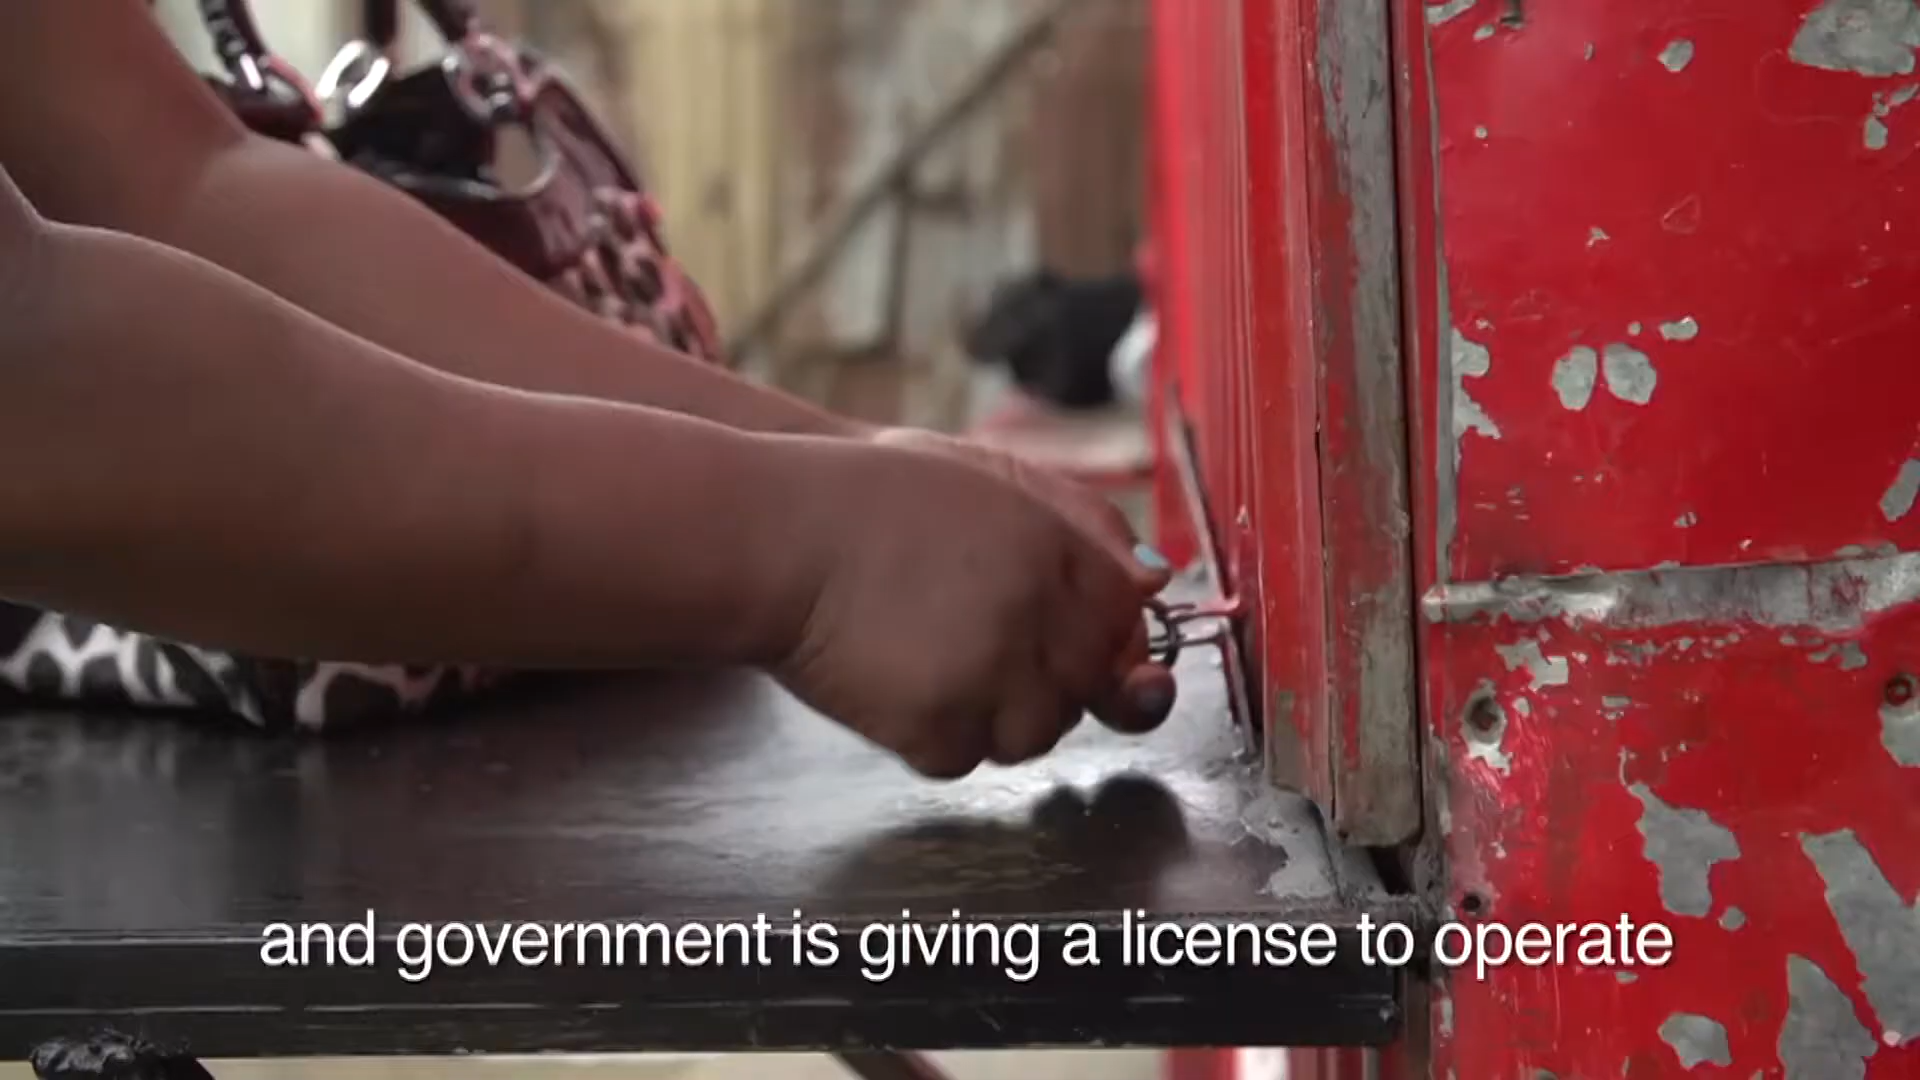 and government is giving a license to operate